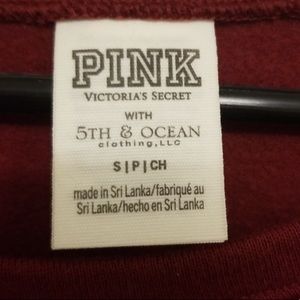 PINK
VICTORIA'S SECRET
WITH
5TH & OCEAN
clothing, LLC
S | P | CH
made in Sri Lanka/fabriqué au
Sri Lanka/hecho en Sri Lanka